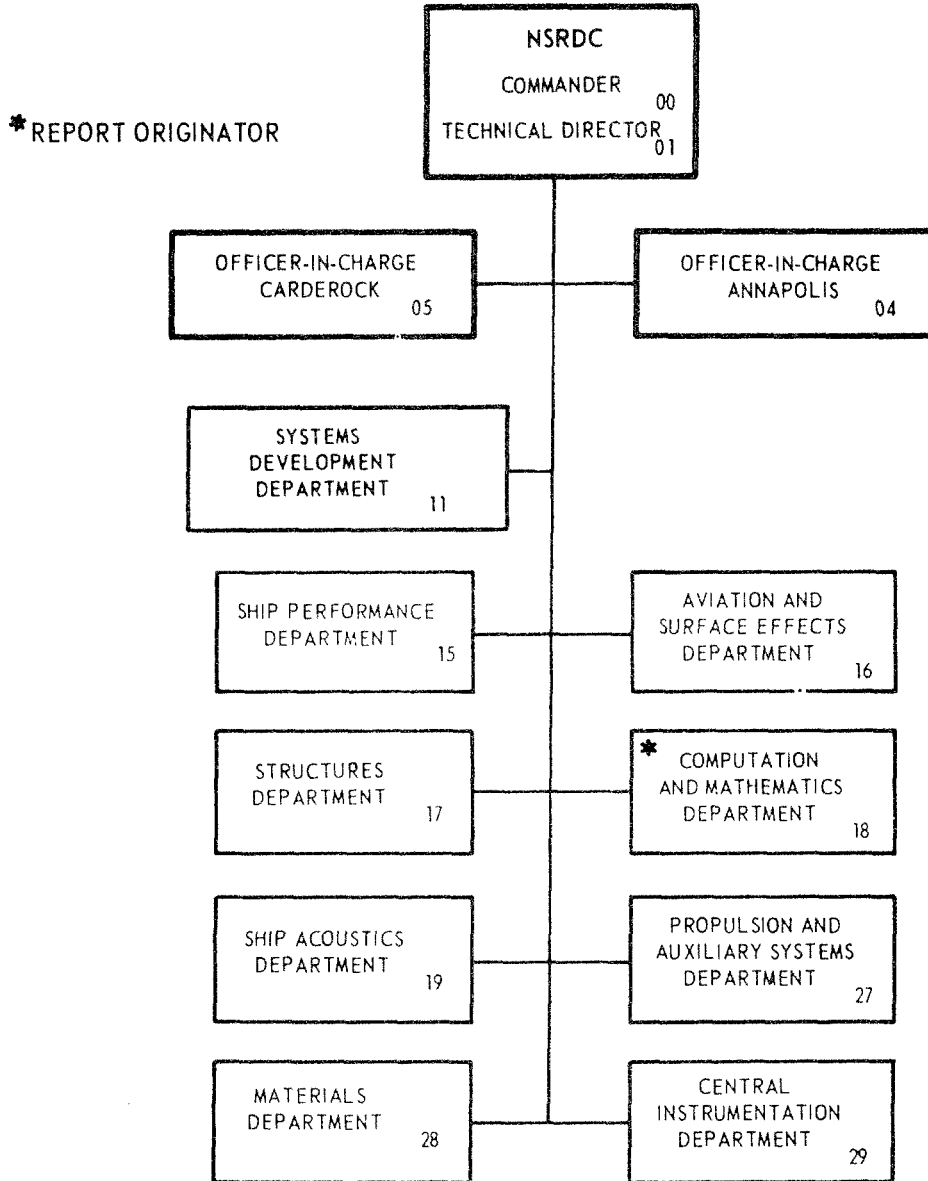 NSRDC
COMMANDER
00
TECHNICAL DIRECTOR
01
* REPORT ORIGINATOR
OFFICER-IN-CHARGE
CARDEROCK
05
OFFICER-IN-CHARGE
ANNAPOLIS
04
SYSTEMS
DEVELOPMENT
DEPARTMENT
11
SHIP PERFORMANCE
DEPARTMENT
15
AVIATION AND
SURFACE EFFECTS
DEPARTMENT
16
STRUCTURES
DEPARTMENT
17
*
COMPUTATION
AND MATHEMATICS
DEPARTMENT
18
SHIP ACOUSTICS
DEPARTMENT
19
PROPULSION AND
AUXILIARY SYSTEMS
DEPARTMENT
27
MATERIALS
DEPARTMENT
28
CENTRAL
INSTRUMENTATION
DEPARTMENT
29